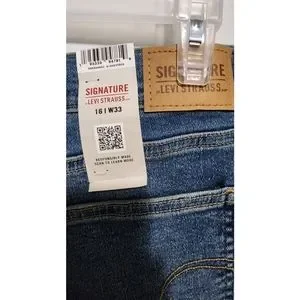 SIGNATURE
LEVI STRAUSS
16 | W33
RESPONSIBLY MADE
SCAN TO LEARN MORE
SIGNATURE
LEVI STRAUSS